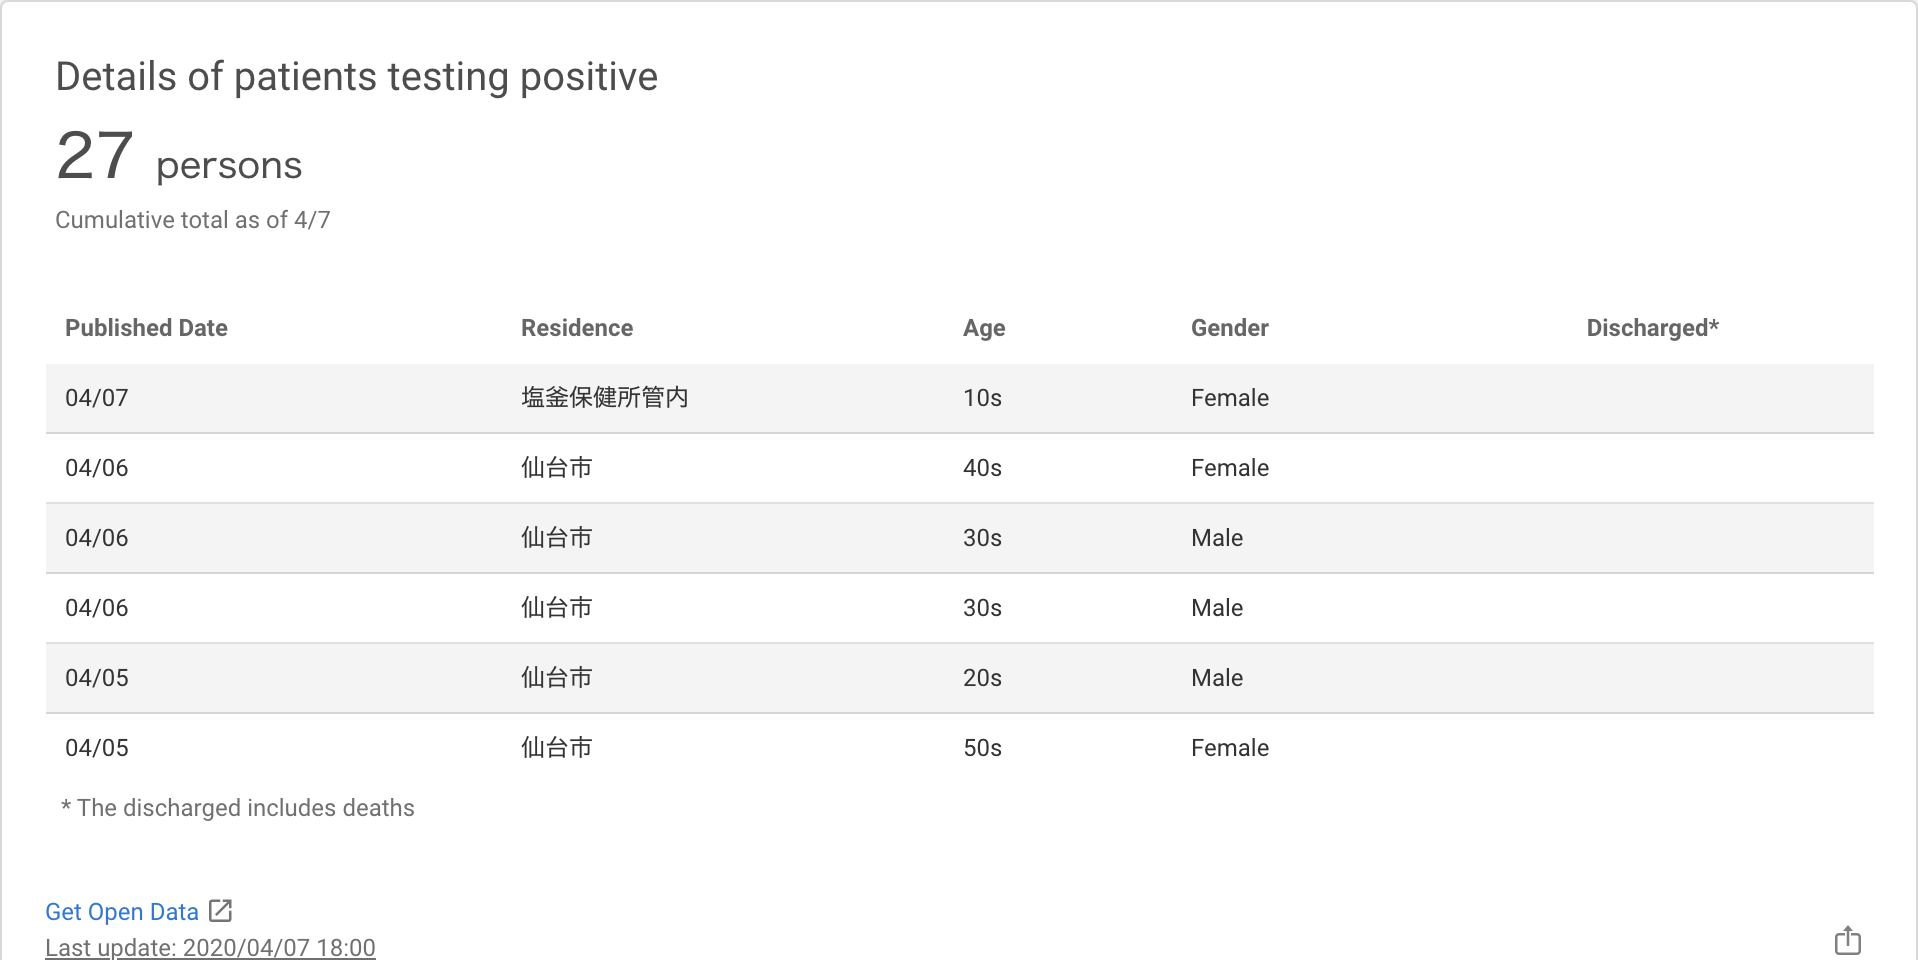 Details of patients testing positive
27 persons
Cumulative total as of 4/7
Published Date Residence Age Gender Discharged*
04/07 塩釜保健所管内 10s Female
04/06 仙台市 40s Female
04/06 仙台市 30s Male
04/06 仙台市 30s Male
04/05 仙台市 20s Male
04/05 仙台市 50s Female
* The discharged includes deaths
Get Open Data
Last update: 2020/04/07 18:00